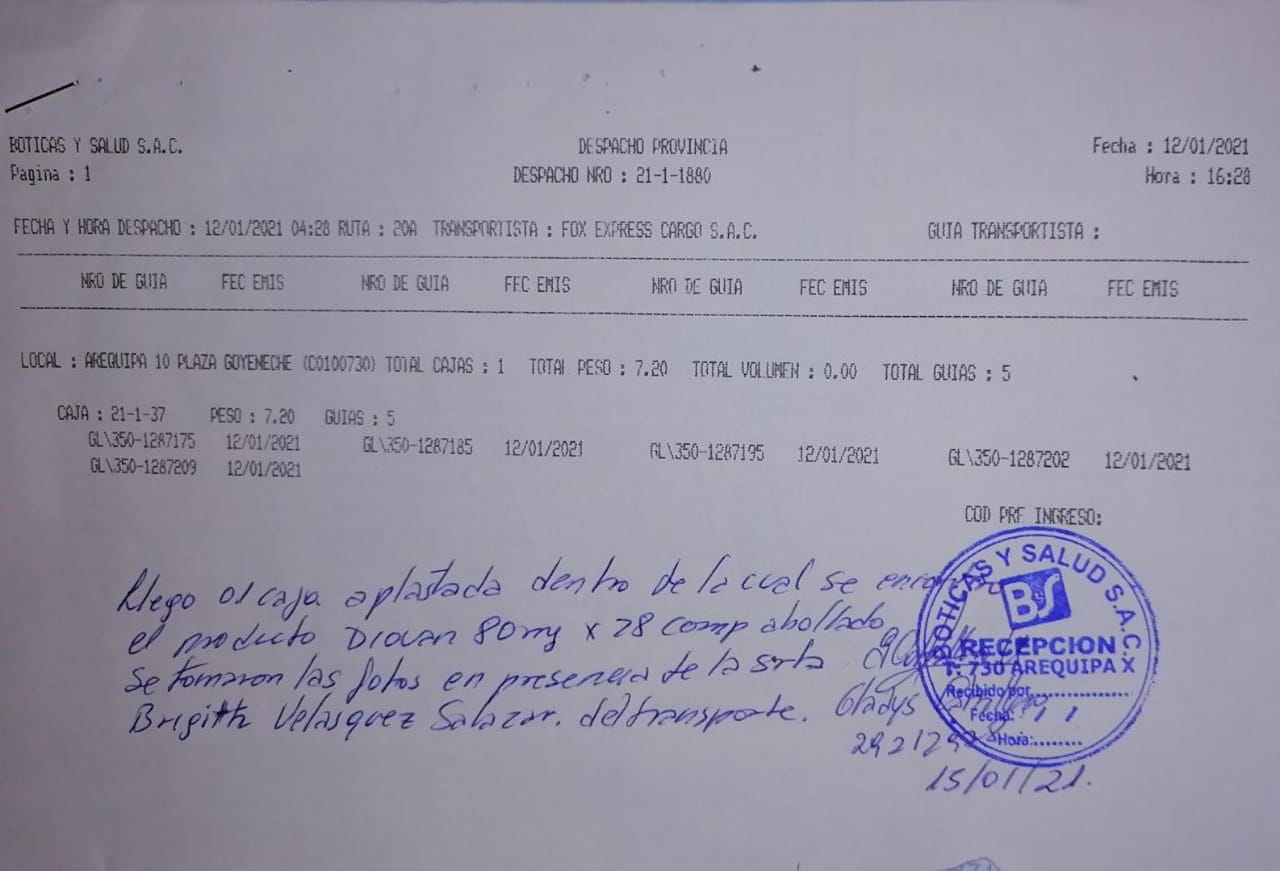 BOTICAS Y SALUD S.A.C. DESPACHO PROVINCIA Fecha : 12/01/2021
Pagina : 1 DESPACHO NRO : 21-1-1880 Hora : 16:28
FECHA Y HORA DESPACHO : 12/01/2021 04:28 RUTA : 20A TRANSPORTISTA : FOX EXPRESS CARGO S.A.C. GUIA TRANSPORTISTA :
NRO DE GUIA FEC EMIS NRO DE GUIA FEC EMIS NRO DE GUIA FEC EMIS NRO DE GUIA FEC EMIS
LOCAL : AREQUIPA 10 PLAZA GOYENECHE (C0100730) TOTAL CAJAS : 1 TOTAL PESO : 7.20 TOTAL VOLUMEN : 0.00 TOTAL GUIAS : 5
CAJA : 21-1-37 PESO : 7.20 GUIAS : 5
GL\350-1287175 12/01/2021 GL\350-1287185 12/01/2021 GL\350-1287195 12/01/2021 GL\350-1287202 12/01/2021
GL\350-1287209 12/01/2021
COD PRE INGRESO:
Llego 01 caja aplastada dentro de la cual se
el producto Diovan 80mg x 28 comp abollado
Se tomaron las fotos en presencia de la srta
Brigith Velasquez Salazar. del transporte.
Gladys
15/01/21.
BOTICAS Y SALUD S.A.C.
BS
RECEPCION
T: 730 AREQUIPA X
Recibido por..................
Fecha: / /
Hora:........